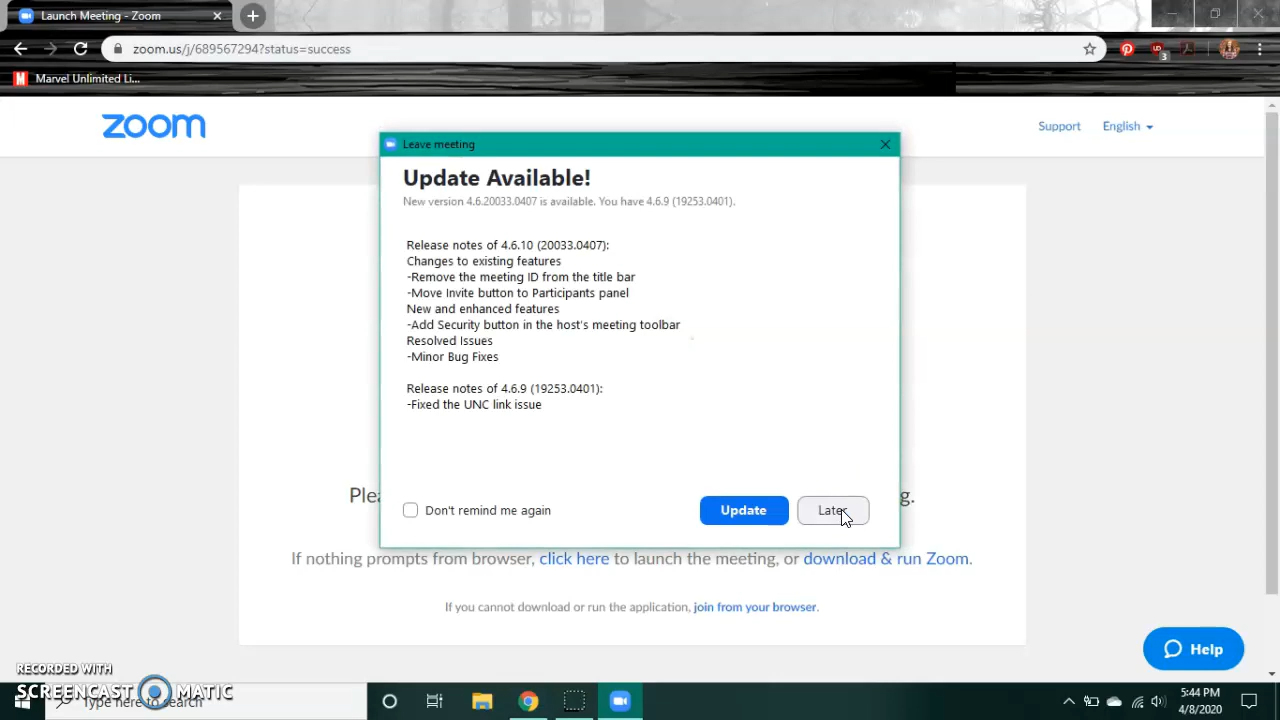 Launch Meeting - Zoom
zoom.us/j/689567294?status=success
3
Marvel Unlimited Li...
zoom
Support
English
Leave meeting
Update Available!
New version 4.6.20033.0407 is available. You have 4.6.9 (19253.0401).
Release notes of 4.6.10 (20033.0407):
Changes to existing features
-Remove the meeting ID from the title bar
-Move Invite button to Participants panel
New and enhanced features
-Add Security button in the host's meeting toolbar
Resolved Issues
-Minor Bug Fixes
Release notes of 4.6.9 (19253.0401):
-Fixed the UNC link issue
Don't remind me again
Update
Later
If nothing prompts from browser, click here to launch the meeting, or download & run Zoom.
If you cannot download or run the application, join from your browser.
Help
RECORDED WITH
SCREENCAST MATIC
Type here to search
5:44 PM
4/8/2020